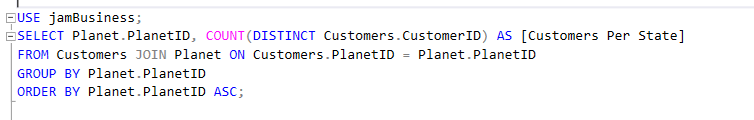 USE jamBusiness;
SELECT Planet.PlanetID, COUNT(DISTINCT Customers.CustomerID) AS [Customers Per State]
FROM Customers JOIN Planet ON Customers.PlanetID = Planet.PlanetID
GROUP BY Planet.PlanetID
ORDER BY Planet.PlanetID ASC;